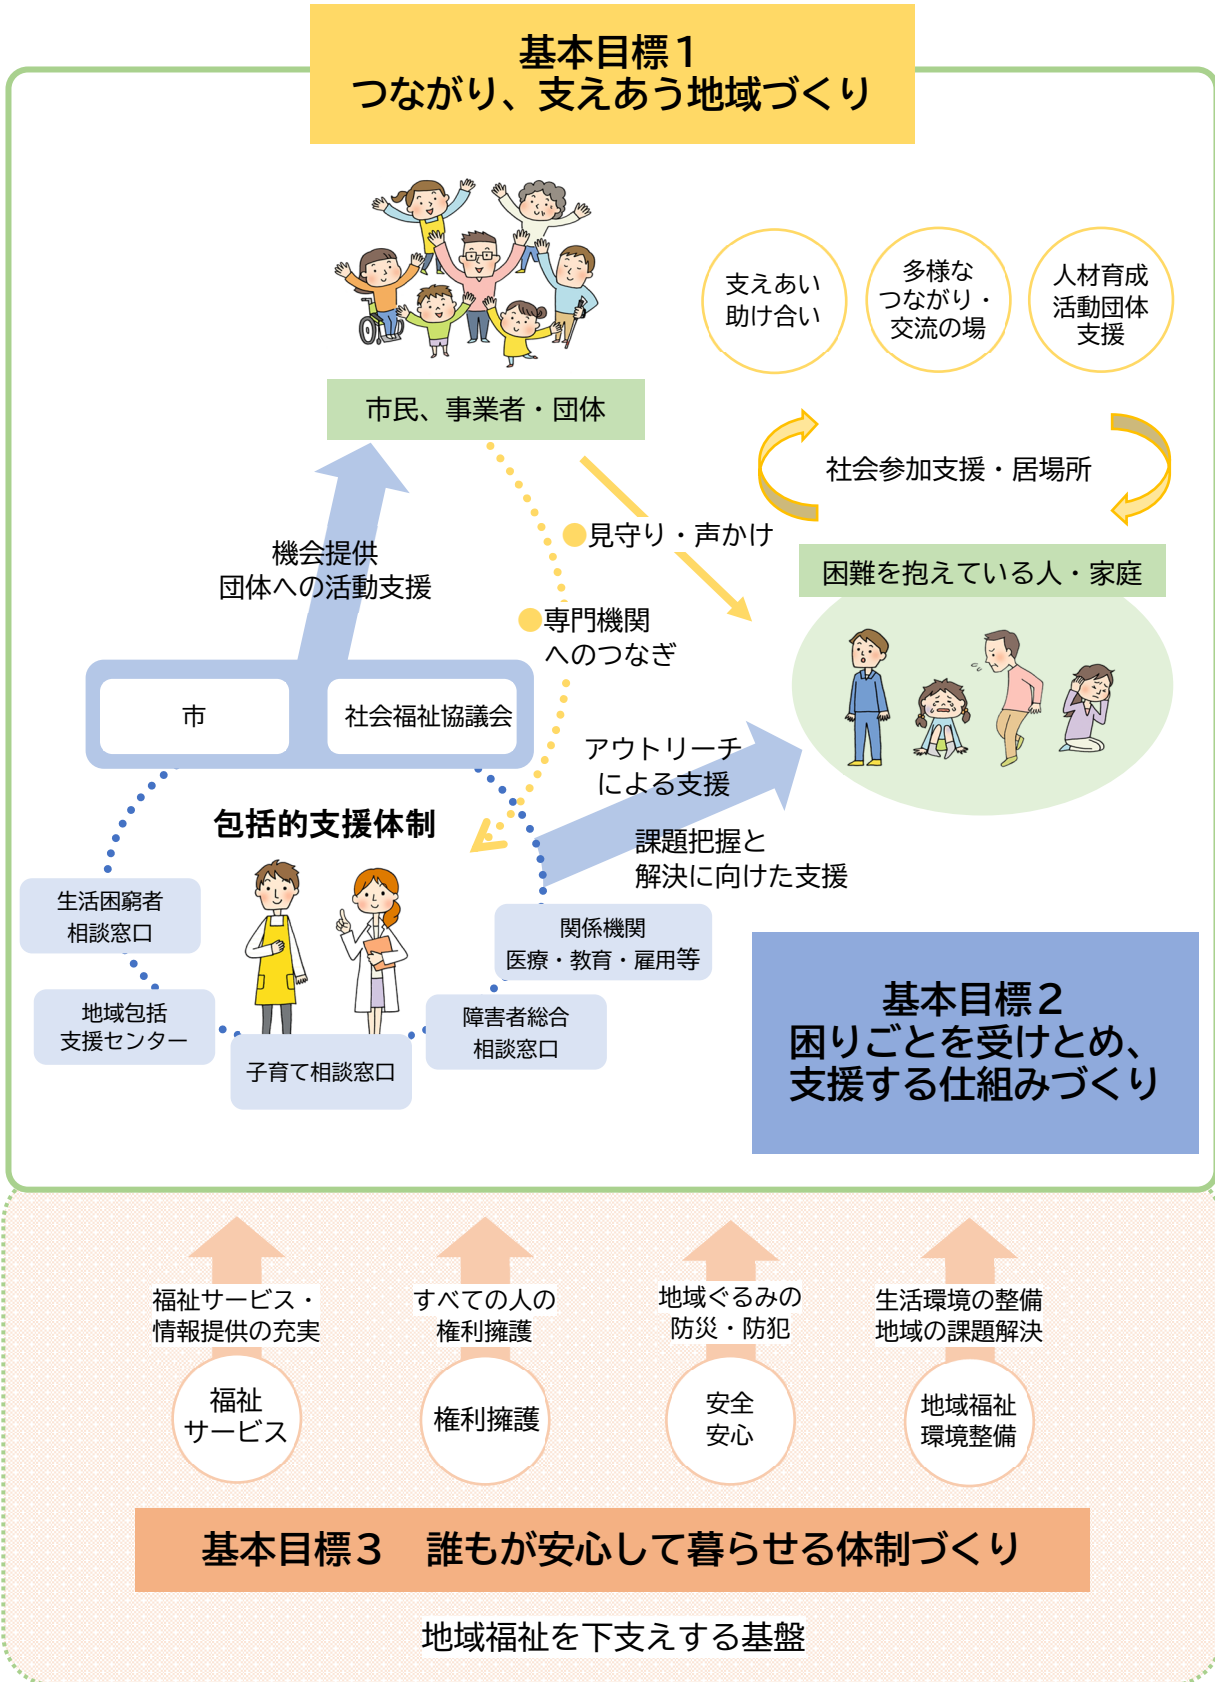 基本目標１
つながり、支えあう地域づくり
支えあい
助け合い
多様な
つながり・
交流の場
人材育成
活動団体
支援
市民、事業者・団体
社会参加支援・居場所
見守り・声かけ
機会提供
団体への活動支援
困難を抱えている人・家庭
専門機関
へのつなぎ
市
社会福祉協議会
アウトリーチ
による支援
包括的支援体制
課題把握と
解決に向けた支援
生活困窮者
相談窓口
関係機関
医療・教育・雇用等
地域包括
支援センター
障害者総合
相談窓口
子育て相談窓口
基本目標２
困りごとを受けとめ、
支援する仕組みづくり
福祉サービス・
情報提供の充実
すべての人の
権利擁護
地域ぐるみの
防災・防犯
生活環境の整備
地域の課題解決
福祉
サービス
権利擁護
安全
安心
地域福祉
環境整備
基本目標３　誰もが安心して暮らせる体制づくり
地域福祉を下支えする基盤